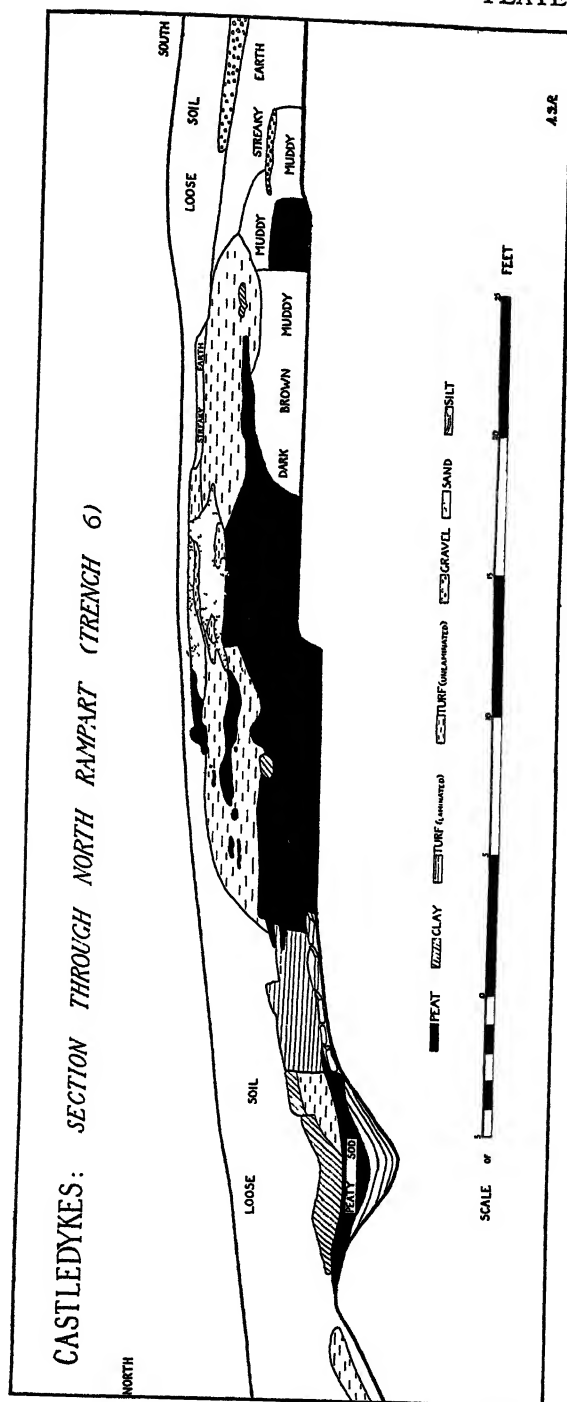 PLATE
CASTLEDYKES: SECTION THROUGH NORTH RAMPART (TRENCH 6)
NORTH
SOUTH
LOOSE SOIL
LOOSE SOIL
STREAKY EARTH
STREAKY EARTH
MUDDY
MUDDY
DARK BROWN MUDDY
PEATY SOD
PEAT
CLAY
TURF (LAMINATED)
TURF (UNLAMINATED)
GRAVEL
SAND
SILT
SCALE OF
5 0 5 10 15 20 25
FEET